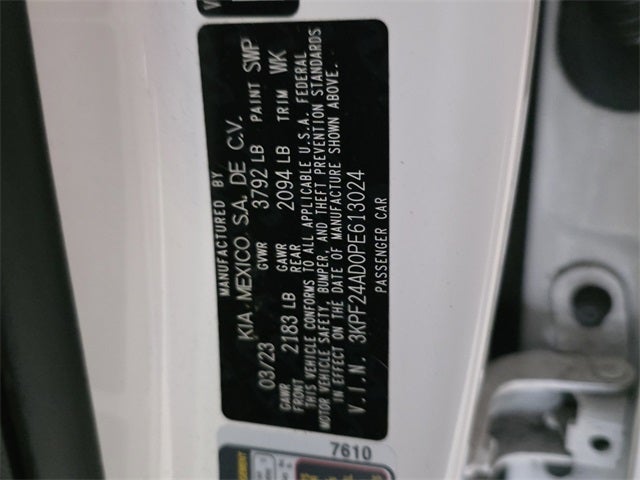 MANUFACTURED BY
KIA MEXICO S.A. DE C.V.
03/23 GVWR 3792 LB PAINT SWP
GAWR FRONT 2183 LB GAWR REAR 2094 LB TRIM WK
THIS VEHICLE CONFORMS TO ALL APPLICABLE U.S.A. FEDERAL
MOTOR VEHICLE SAFETY, BUMPER, AND THEFT PREVENTION STANDARDS
IN EFFECT ON THE DATE OF MANUFACTURE SHOWN ABOVE.
V.I.N. 3KPF24AD0PE613024
PASSENGER CAR
7610